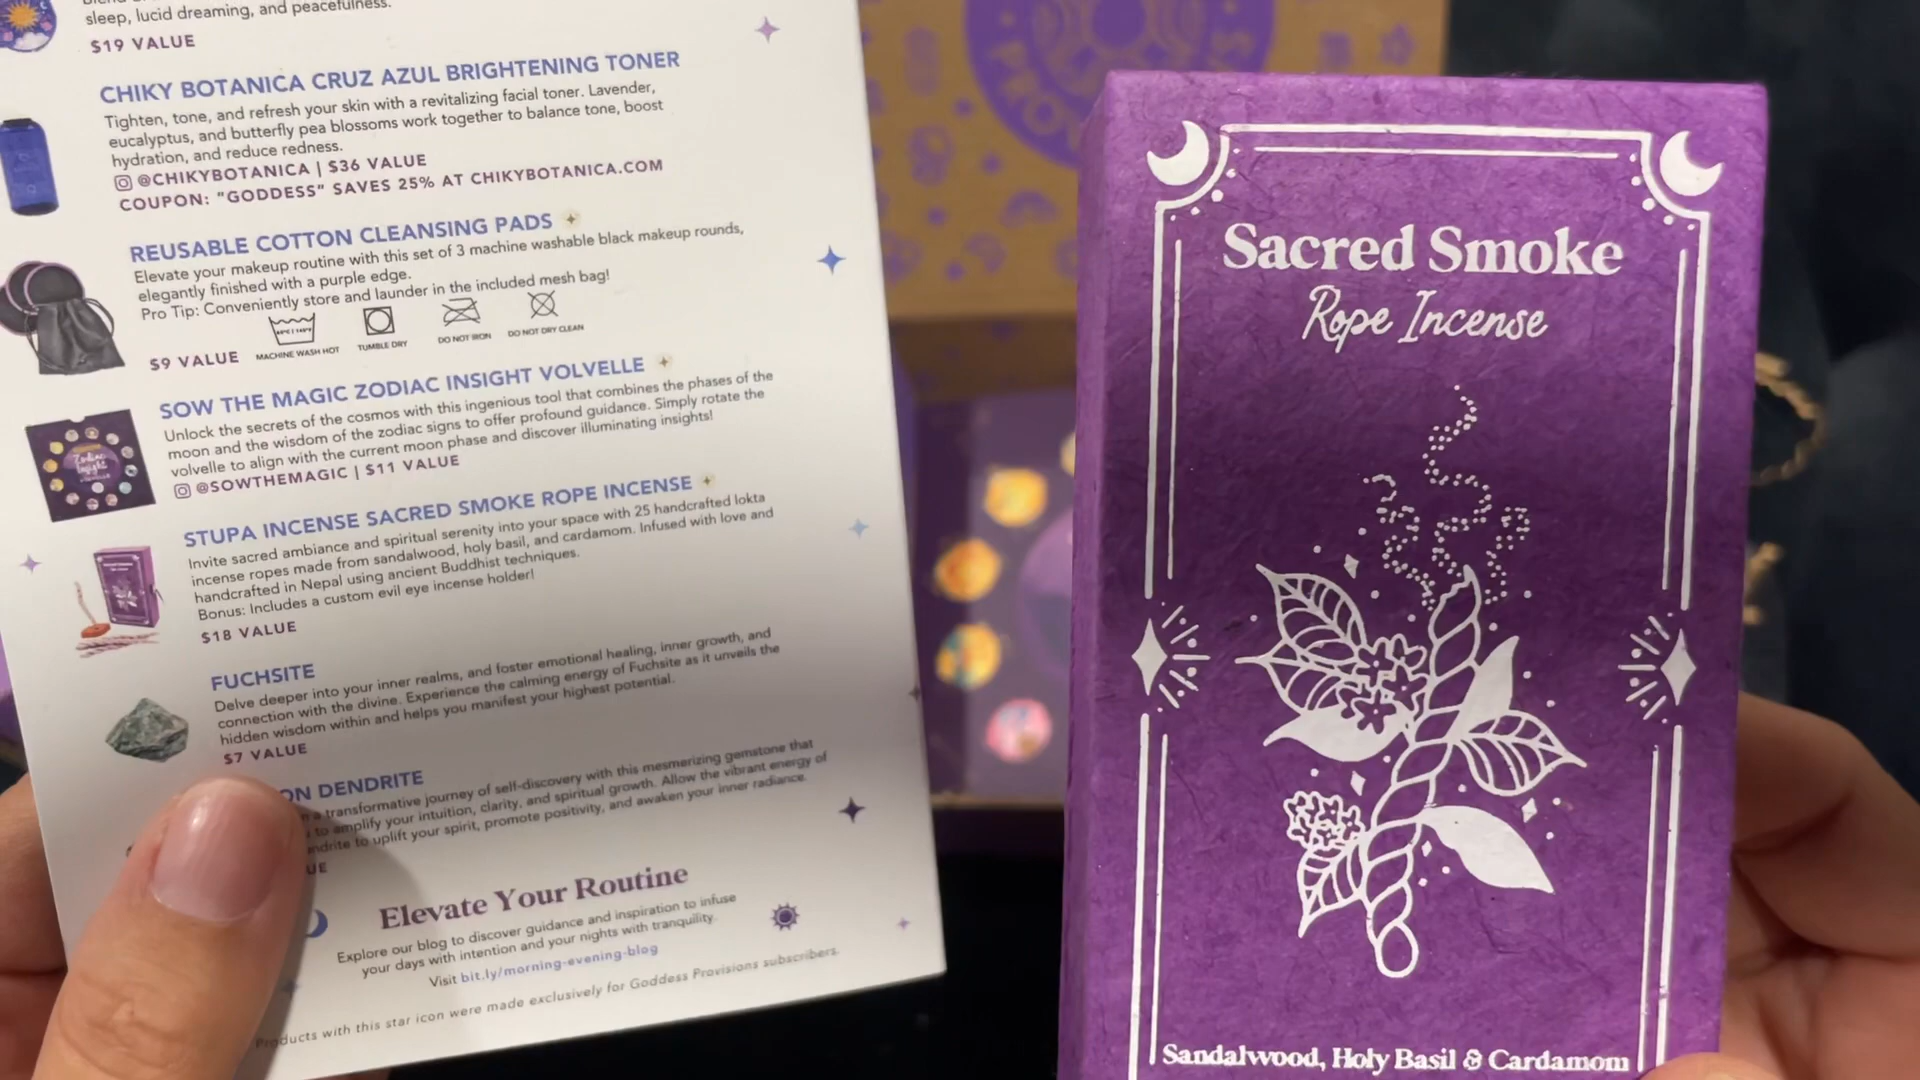 sleep, lucid dreaming, and peacefulness.
$19 VALUE
CHIKY BOTANICA CRUZ AZUL BRIGHTENING TONER
Tighten, tone, and refresh your skin with a revitalizing facial toner. Lavender,
eucalyptus, and butterfly pea blossoms work together to balance tone, boost
hydration, and reduce redness.
@CHIKYBOTANICA | $36 VALUE
COUPON: "GODDESS" SAVES 25% AT CHIKYBOTANICA.COM
REUSABLE COTTON CLEANSING PADS
Elevate your makeup routine with this set of 3 machine washable black makeup rounds,
elegantly finished with a purple edge.
Pro Tip: Conveniently store and launder in the included mesh bag!
$9 VALUE MACHINE WASH HOT TUMBLE DRY DO NOT IRON DO NOT DRY CLEAN
SOW THE MAGIC ZODIAC INSIGHT VOLVELLE
Unlock the secrets of the cosmos with this ingenious tool that combines the phases of the
moon and the wisdom of the zodiac signs to offer profound guidance. Simply rotate the
volvelle to align with the current moon phase and discover illuminating insights!
@SOWTHEMAGIC | $11 VALUE
Zodiac
Insight
STUPA INCENSE SACRED SMOKE ROPE INCENSE
Invite sacred ambiance and spiritual serenity into your space with 25 handcrafted lokta
incense ropes made from sandalwood, holy basil, and cardamom. Infused with love and
handcrafted in Nepal using ancient Buddhist techniques.
Bonus: Includes a custom evil eye incense holder!
$18 VALUE
FUCHSITE
Delve deeper into your inner realms, and foster emotional healing, inner growth, and
connection with the divine. Experience the calming energy of Fuchsite as it unveils the
hidden wisdom within and helps you manifest your highest potential.
$7 VALUE
ON DENDRITE
a transformative journey of self-discovery with this mesmerizing gemstone that
to amplify your intuition, clarity, and spiritual growth. Allow the vibrant energy of
ndrite to uplift your spirit, promote positivity, and awaken your inner radiance.
UE
Elevate Your Routine
Explore our blog to discover guidance and inspiration to infuse
your days with intention and your nights with tranquility.
Visit bit.ly/morning-evening-blog
Products with this star icon were made exclusively for Goddess Provisions subscribers.
Sacred Smoke
Rope Incense
Sandalwood, Holy Basil & Cardamom